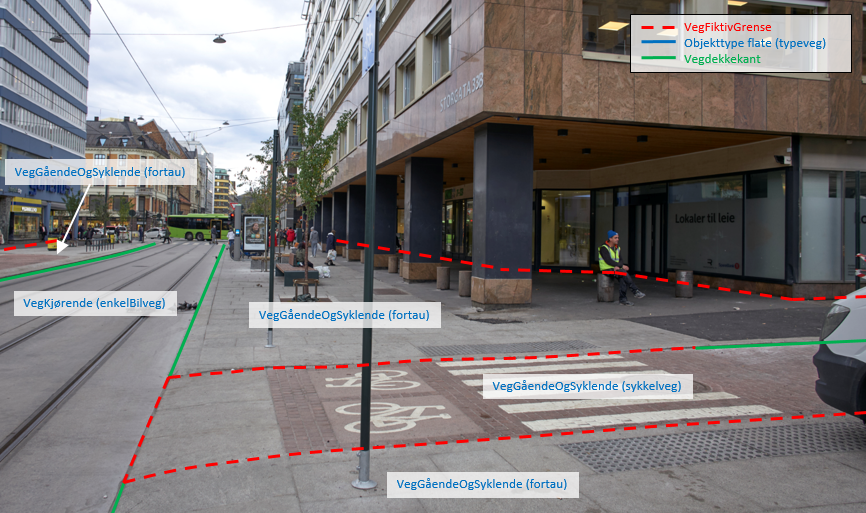 VegFiktivGrense
Objekttype flate (typeveg)
Vegdekkekant
STORGATA 33B
VegGåendeOgSyklende (fortau)
Lokaler til leie
VegKjørende (enkelBilveg)
VegGåendeOgSyklende (fortau)
VegGåendeOgSyklende (sykkelveg)
VegGåendeOgSyklende (fortau)